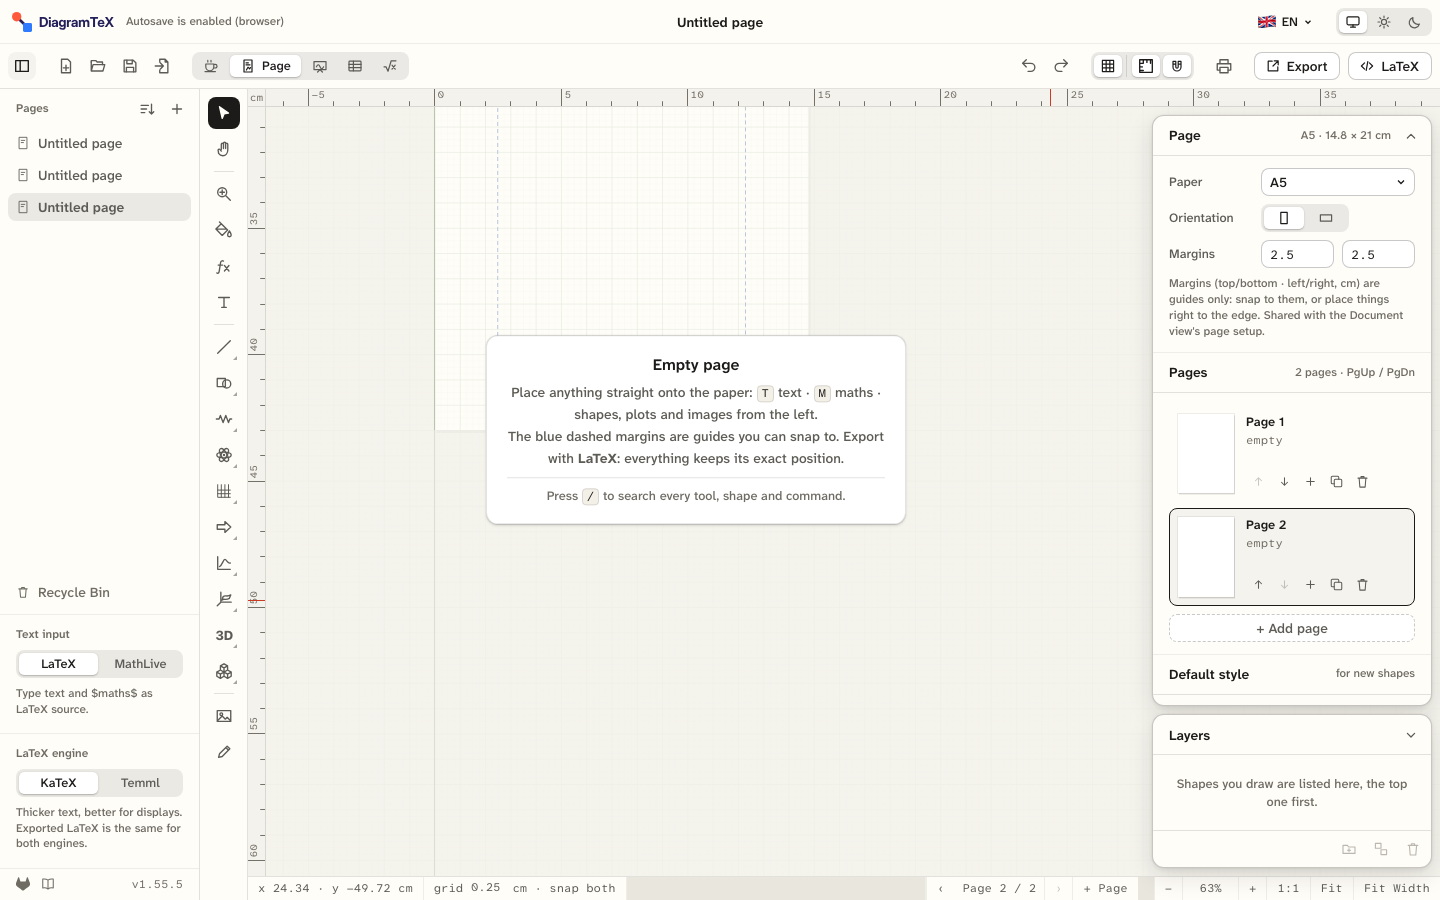 DiagramTeX
Autosave is enabled (browser)
Untitled page
EN
Page
Export
LaTeX
Pages
Untitled page
Untitled page
Untitled page
Recycle Bin
Text input
LaTeX
MathLive
Type text and $maths$ as
LaTeX source.
LaTeX engine
KaTeX
Temml
Thicker text, better for displays.
Exported LaTeX is the same for
both engines.
v1.55.5
fx
T
3D
cm
-5
0
5
10
15
20
25
30
35
35
40
45
50
55
60
Empty page
Place anything straight onto the paper: T text · M maths ·
shapes, plots and images from the left.
The blue dashed margins are guides you can snap to. Export
with LaTeX: everything keeps its exact position.
Press / to search every tool, shape and command.
Page
A5 · 14.8 × 21 cm
Paper
A5
Orientation
Margins
2.5
2.5
Margins (top/bottom · left/right, cm) are
guides only: snap to them, or place things
right to the edge. Shared with the Document
view's page setup.
Pages
2 pages · PgUp / PgDn
Page 1
empty
Page 2
empty
+ Add page
Default style
for new shapes
Layers
Shapes you draw are listed here, the top
one first.
x 24.34 · y −49.72 cm
grid 0.25 cm · snap both
‹ Page 2 / 2 ›
+ Page
− 63% +
1:1
Fit
Fit Width